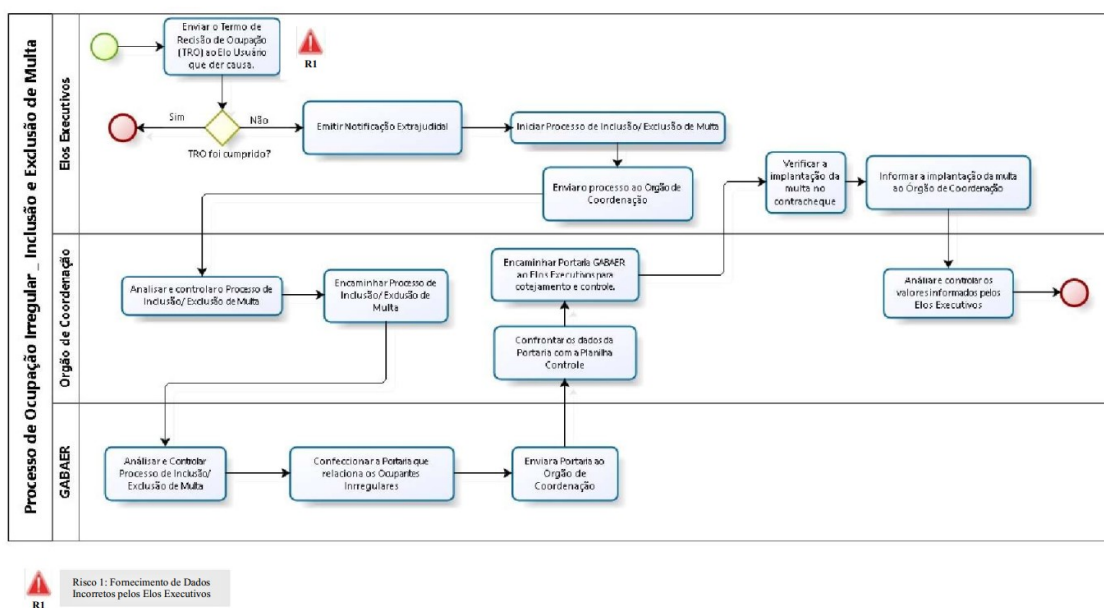 Processo de Ocupação Irregular _ Inclusão e Exclusão de Multa
Elos Executivos
Enviar o Termo de
Recisão de Ocupação
(TRO) ao Elo Usuário
que der causa.
R1
Sim
Não
TRO foi cumprido?
Emitir Notificação Extrajudidal
Iniciar Processo de Inclusão/ Exclusão de Multa
Enviar o processo ao Orgão de
Coordenação
Verificar a
implantação da
multa no
contracheque
Informar a implantação da multa
ao Órgão de Coordenação
Orgão de Coordenação
Analisar e controlar o Processo de
Inclusão/ Exclusão de Multa
Encaminhar Processo de
Inclusão/ Exclusão de
Multa
Encaminhar Portaria GABAER
ao Elos Executivos para
cotejamento e controle.
Confrontar os dados da
Portaria com a Planilha
Controle
Análiar e controlar os
valores informados pelos
Elos Executivos
GABAER
Análisar e Controlar
Processo de Inclusão/
Exclusão de Multa
Confeccionar a Portaria que
relaciona os Ocupantes
Inrregulares
Enviar a Portaria ao
Orgão de
Coordenação
R1
Risco 1: Fornecimento de Dados
Incorretos pelos Elos Executivos